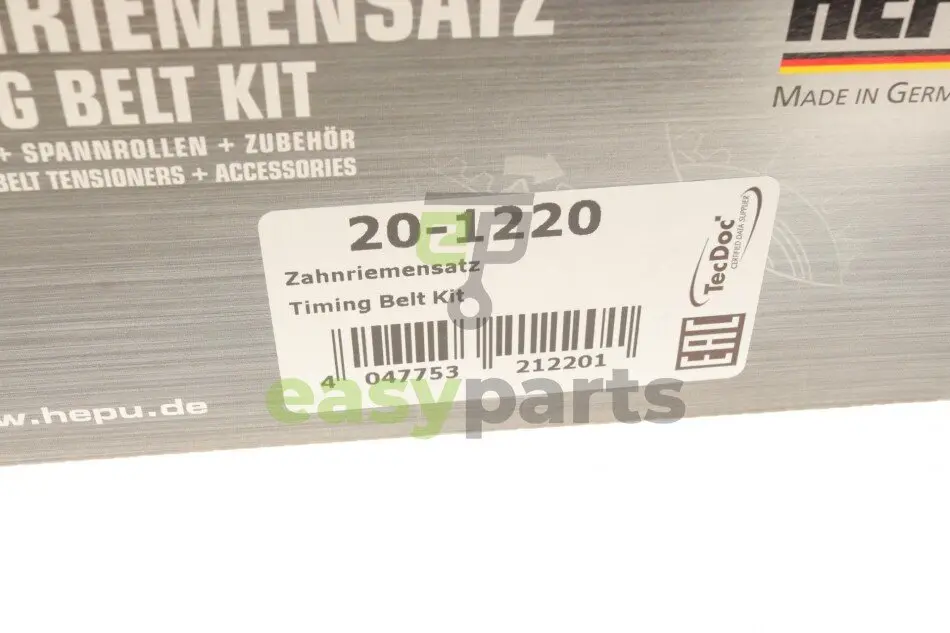 RIEMENSATZ
G BELT KIT
+ SPANNROLLEN + ZUBEHÖR
BELT TENSIONERS + ACCESSORIES
HEP
MADE IN GERM
20-1220
Zahnriemensatz
Timing Belt Kit
4 047753 212201
TecDoc
CERTIFIED DATA SUPPLIER
EAC
w.hepu.de
easyparts